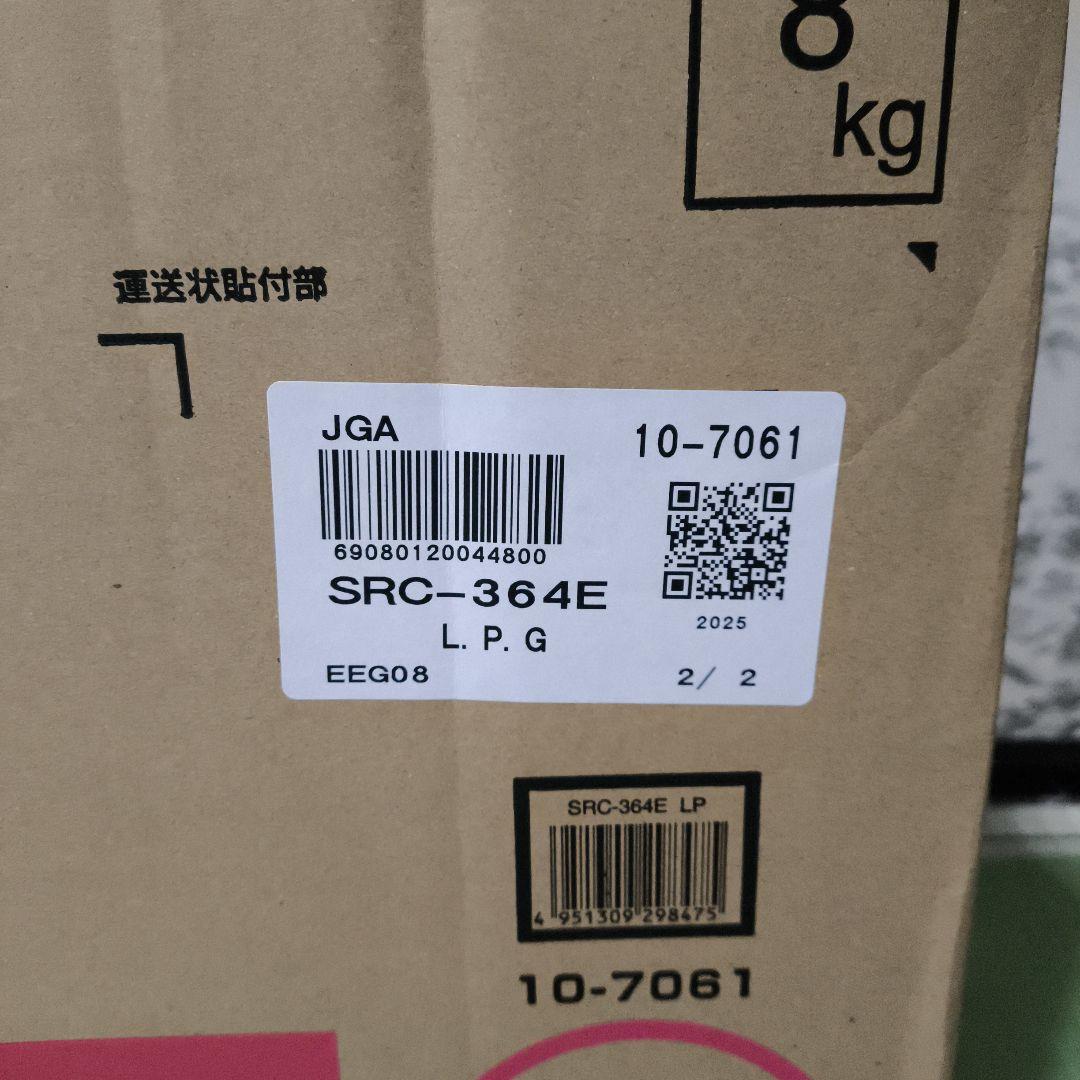 8
kg
運送状貼付部
JGA
10-7061
69080120044800
SRC-364E
2025
L. P. G
EEG08
2/ 2
SRC-364E LP
4 951309 298475
10-7061